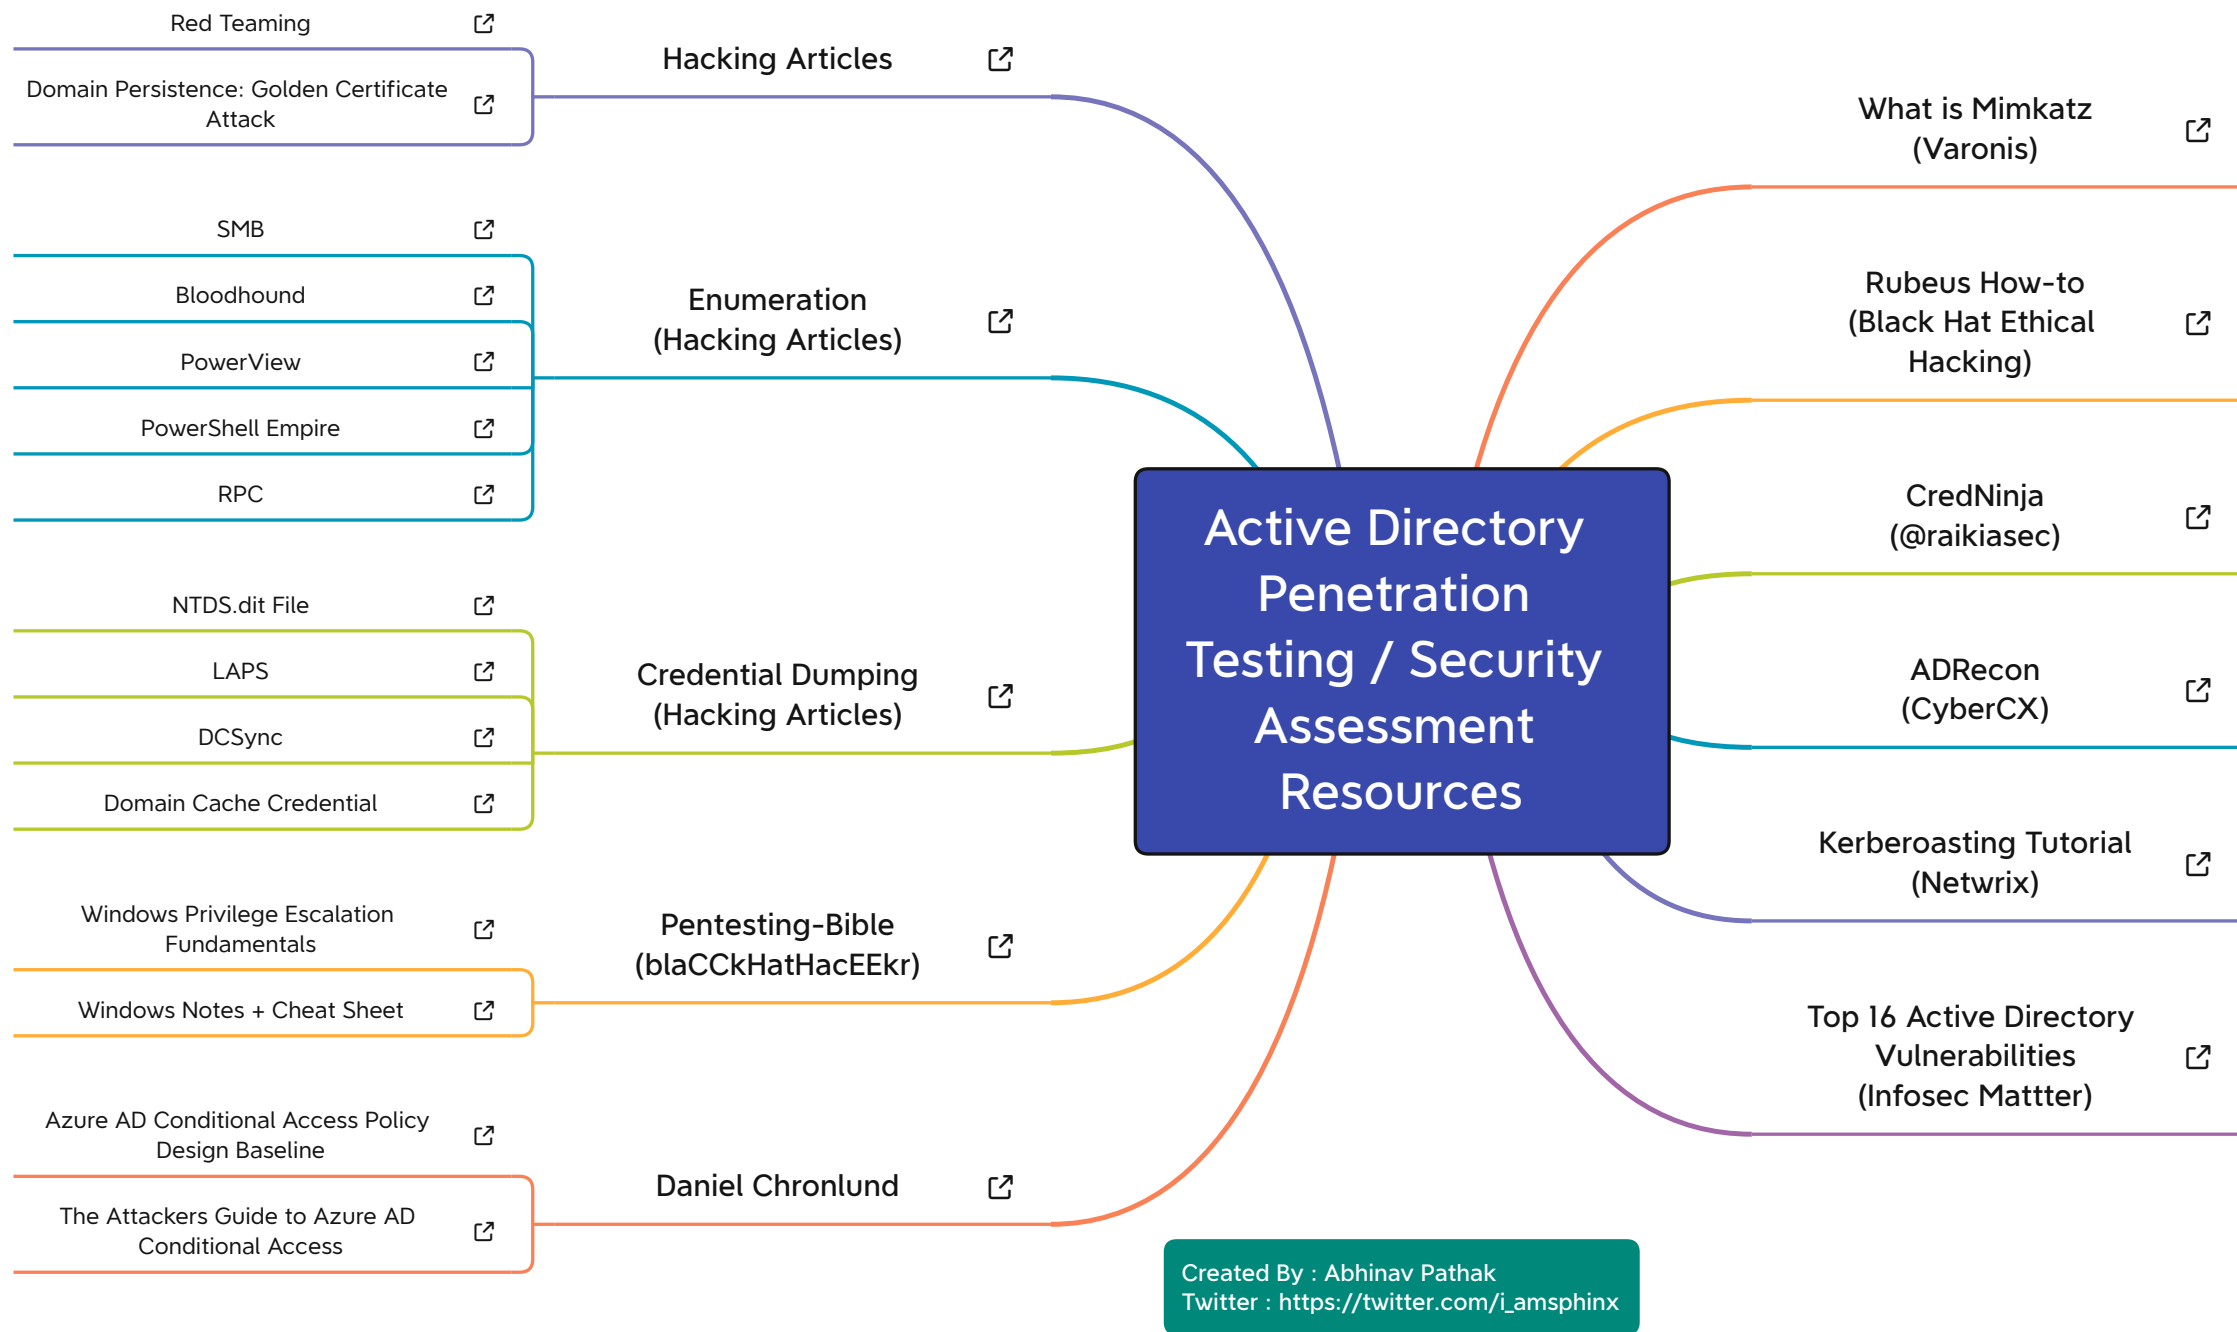 Red Teaming
Domain Persistence: Golden Certificate
Attack
Hacking Articles
SMB
Bloodhound
PowerView
PowerShell Empire
RPC
Enumeration
(Hacking Articles)
NTDS.dit File
LAPS
DCSync
Domain Cache Credential
Credential Dumping
(Hacking Articles)
Windows Privilege Escalation
Fundamentals
Windows Notes + Cheat Sheet
Pentesting-Bible
(blaCCkHatHacEEkr)
Azure AD Conditional Access Policy
Design Baseline
The Attackers Guide to Azure AD
Conditional Access
Daniel Chronlund
Active Directory
Penetration
Testing / Security
Assessment
Resources
What is Mimkatz
(Varonis)
Rubeus How-to
(Black Hat Ethical
Hacking)
CredNinja
(@raikiasec)
ADRecon
(CyberCX)
Kerberoasting Tutorial
(Netwrix)
Top 16 Active Directory
Vulnerabilities
(Infosec Mattter)
Created By : Abhinav Pathak
Twitter : https://twitter.com/i_amsphinx